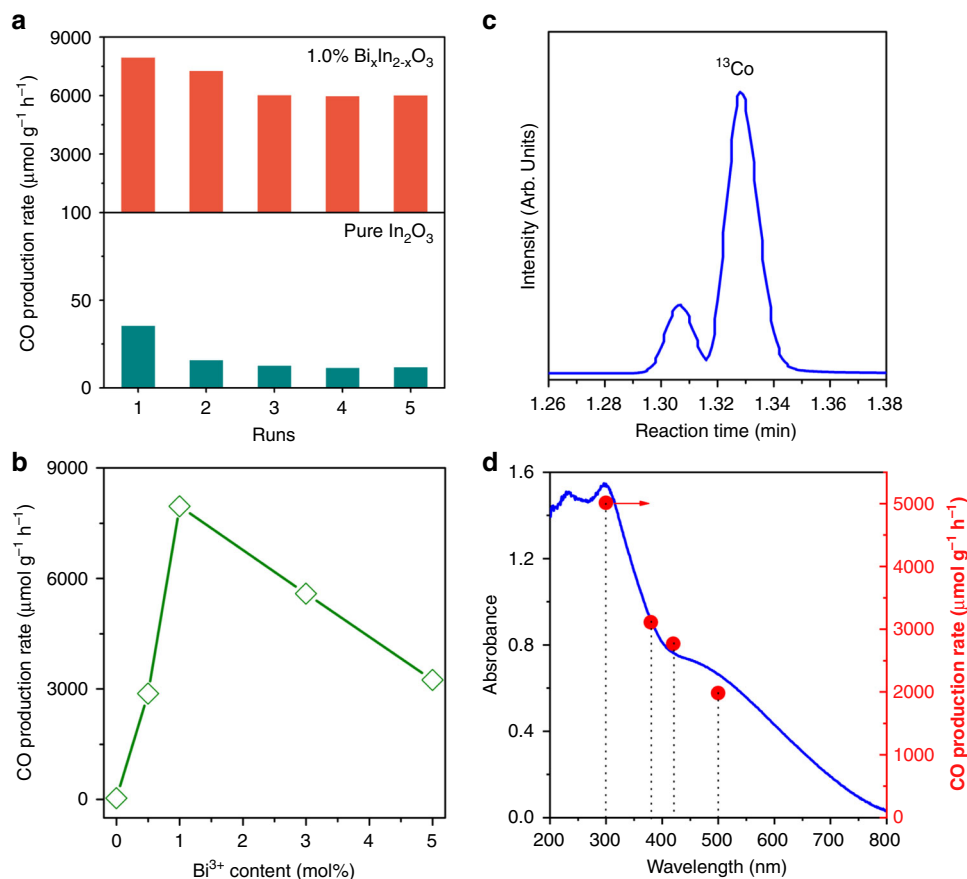 a
9000
6000
3000
100
50
0
CO production rate (μmol g⁻¹ h⁻¹)
1.0% BiₓIn₂₋ₓO₃
Pure In₂O₃
1 2 3 4 5
Runs
b
9000
6000
3000
0
CO production rate (μmol g⁻¹ h⁻¹)
0 1 2 3 4 5
Bi³⁺ content (mol%)
c
¹³Co
Intensity (Arb. Units)
1.26 1.28 1.30 1.32 1.34 1.36 1.38
Reaction time (min)
d
1.6
1.2
0.8
0.4
0.0
Absrobance
5000
4000
3000
2000
1000
0
CO production rate (μmol g⁻¹ h⁻¹)
200 300 400 500 600 700 800
Wavelength (nm)